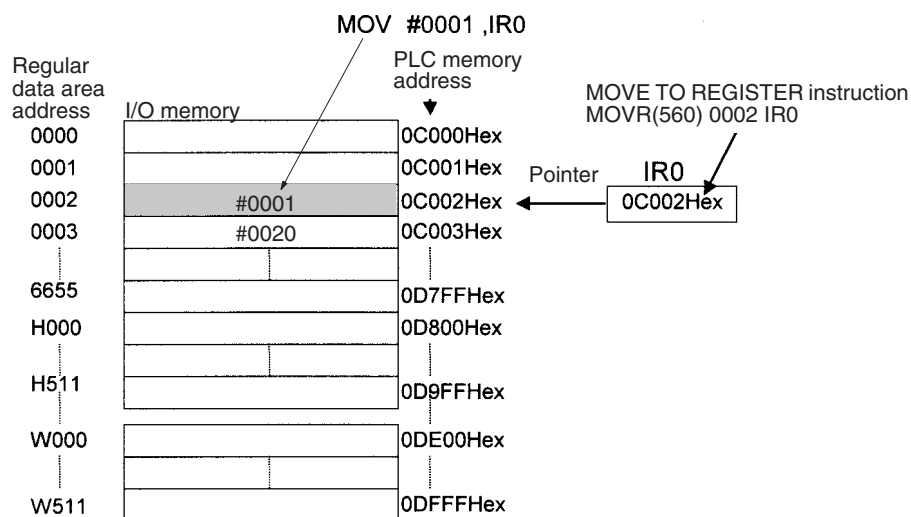 MOV #0001 ,IR0
Regular
data area
address
I/O memory
PLC memory
address
MOVE TO REGISTER instruction
MOVR(560) 0002 IR0
0000
0C000Hex
0001
0C001Hex
Pointer
IR0
0002
#0001
0C002Hex
0C002Hex
0003
#0020
0C003Hex
6655
0D7FFHex
H000
0D800Hex
H511
0D9FFHex
W000
0DE00Hex
W511
0DFFFHex